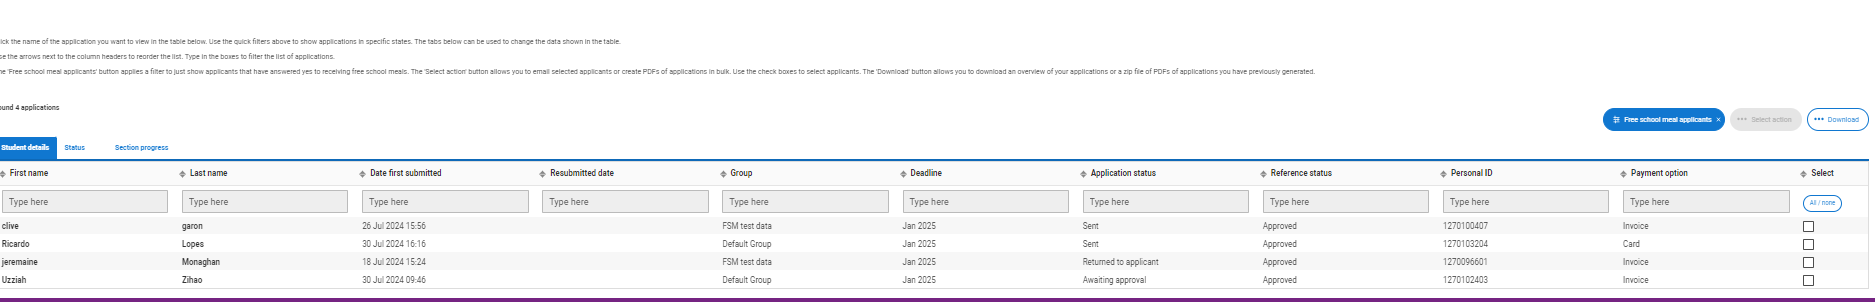 ick the name of the application you want to view in the table below. Use the quick filters above to show applications in specific states. The tabs below can be used to change the data shown in the table.
se the arrows next to the column headers to reorder the list. Type in the boxes to filter the list of applications.
he 'Free school meal applicants' button applies a filter to just show applicants that have answered yes to receiving free school meals. The 'Select action' button allows you to email selected applicants or create PDFs of applications in bulk. Use the check boxes to select applicants. The 'Download' button allows you to download an overview of your applications or a zip file of PDFs of applications you have previously generated.
ound 4 applications
Free school meal applicants × ••• Select action ••• Download
Student details Status Section progress
First name Last name Date first submitted Resubmitted date Group Deadline Application status Reference status Personal ID Payment option Select
Type here Type here Type here Type here Type here Type here Type here Type here Type here Type here All / none
clive garon 26 Jul 2024 15:56 FSM test data Jan 2025 Sent Approved 1270100407 Invoice
Ricardo Lopes 30 Jul 2024 16:16 Default Group Jan 2025 Sent Approved 1270103204 Card
jeremaine Monaghan 18 Jul 2024 15:24 FSM test data Jan 2025 Returned to applicant Approved 1270096601 Invoice
Uzziah Zihao 30 Jul 2024 09:46 Default Group Jan 2025 Awaiting approval Approved 1270102403 Invoice